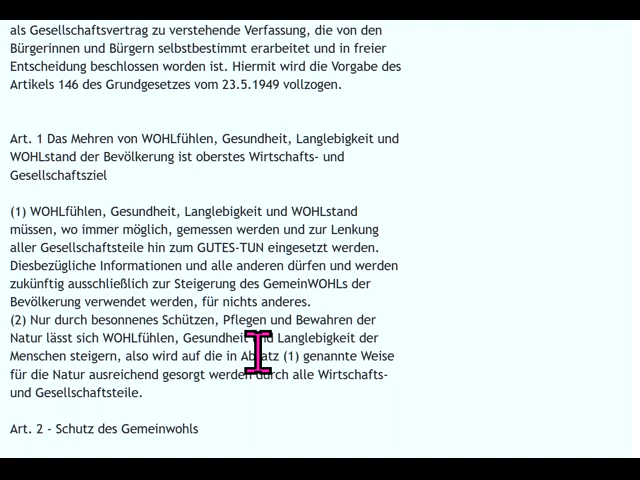 als Gesellschaftsvertrag zu verstehende Verfassung, die von den
Bürgerinnen und Bürgern selbstbestimmt erarbeitet und in freier
Entscheidung beschlossen worden ist. Hiermit wird die Vorgabe des
Artikels 146 des Grundgesetzes vom 23.5.1949 vollzogen.
Art. 1 Das Mehren von WOHLfühlen, Gesundheit, Langlebigkeit und
WOHLstand der Bevölkerung ist oberstes Wirtschafts- und
Gesellschaftsziel
(1) WOHLfühlen, Gesundheit, Langlebigkeit und WOHLstand
müssen, wo immer möglich, gemessen werden und zur Lenkung
aller Gesellschaftsteile hin zum GUTES-TUN eingesetzt werden.
Diesbezügliche Informationen und alle anderen dürfen und werden
zukünftig ausschließlich zur Steigerung des GemeinWOHLs der
Bevölkerung verwendet werden, für nichts anderes.
(2) Nur durch besonnenes Schützen, Pflegen und Bewahren der
Natur lässt sich WOHLfühlen, Gesundheit und Langlebigkeit der
Menschen steigern, also wird auf die in Absatz (1) genannte Weise
für die Natur ausreichend gesorgt werden durch alle Wirtschafts-
und Gesellschaftsteile.
Art. 2 - Schutz des Gemeinwohls